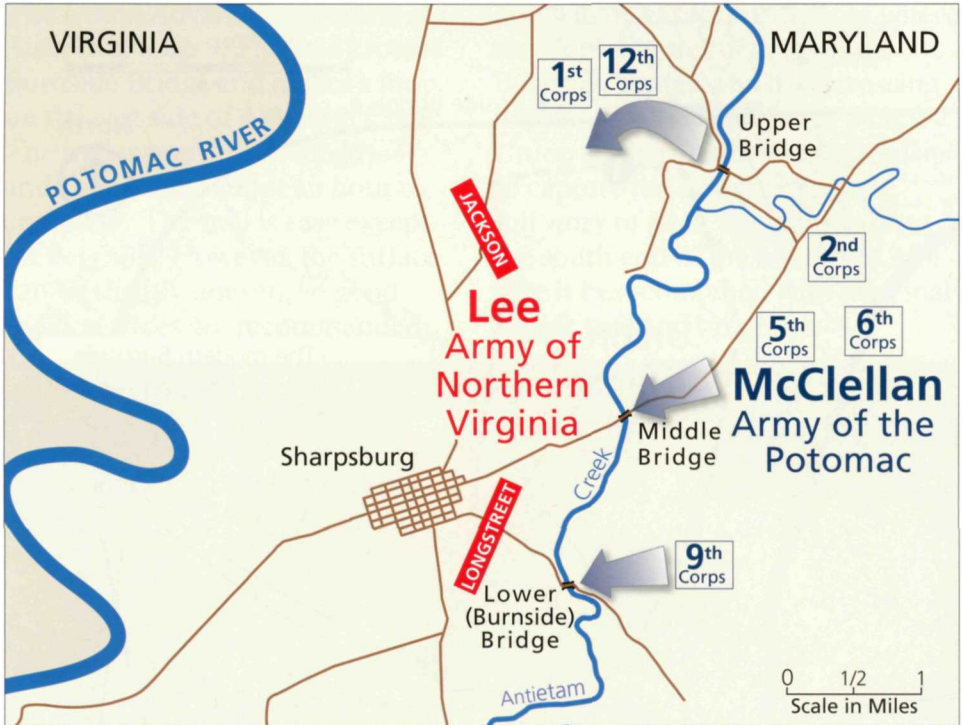 VIRGINIA
MARYLAND
1st
Corps
12th
Corps
POTOMAC RIVER
Upper
Bridge
JACKSON
2nd
Corps
Lee
Army of
Northern
Virginia
5th
Corps
6th
Corps
McClellan
Army of the
Potomac
Middle
Bridge
Sharpsburg
Creek
LONGSTREET
9th
Corps
Lower
(Burnside)
Bridge
Antietam
0 1/2 1
Scale in Miles